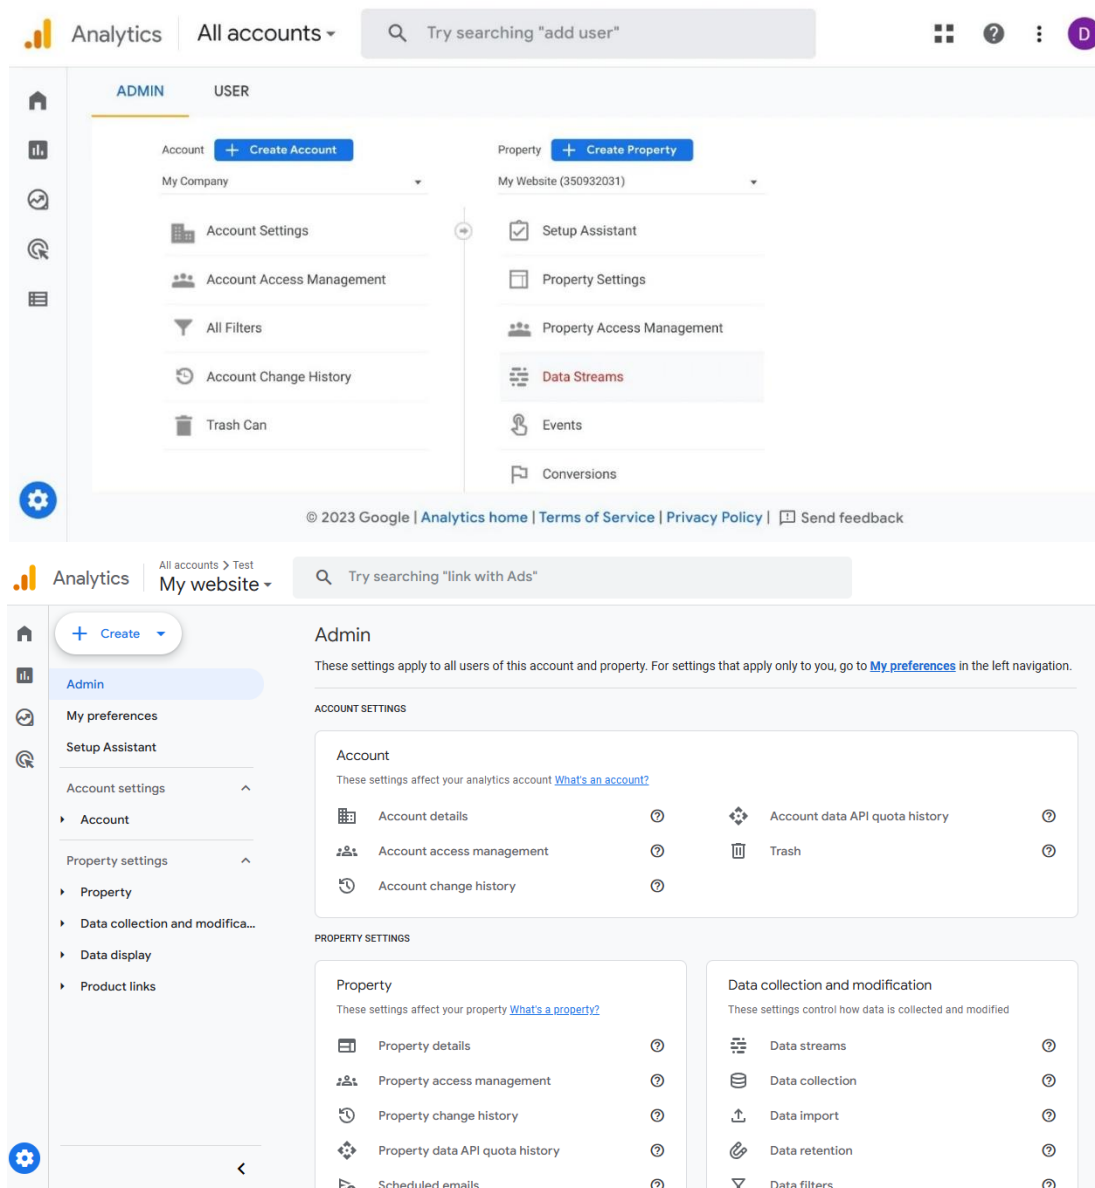 Analytics
All accounts
Try searching "add user"
D
ADMIN USER
Account
+ Create Account
My Company
Account Settings
Account Access Management
All Filters
Account Change History
Trash Can
Property
+ Create Property
My Website (350932031)
Setup Assistant
Property Settings
Property Access Management
Data Streams
Events
Conversions
© 2023 Google | Analytics home | Terms of Service | Privacy Policy | Send feedback
Analytics
All accounts > Test
My website
Try searching "link with Ads"
+ Create
Admin
My preferences
Setup Assistant
Account settings
Account
Property settings
Property
Data collection and modifica...
Data display
Product links
Admin
These settings apply to all users of this account and property. For settings that apply only to you, go to My preferences in the left navigation.
ACCOUNT SETTINGS
Account
These settings affect your analytics account What's an account?
Account details
Account access management
Account change history
Account data API quota history
Trash
PROPERTY SETTINGS
Property
These settings affect your property What's a property?
Property details
Property access management
Property change history
Property data API quota history
Scheduled emails
Data collection and modification
These settings control how data is collected and modified
Data streams
Data collection
Data import
Data retention
Data filters